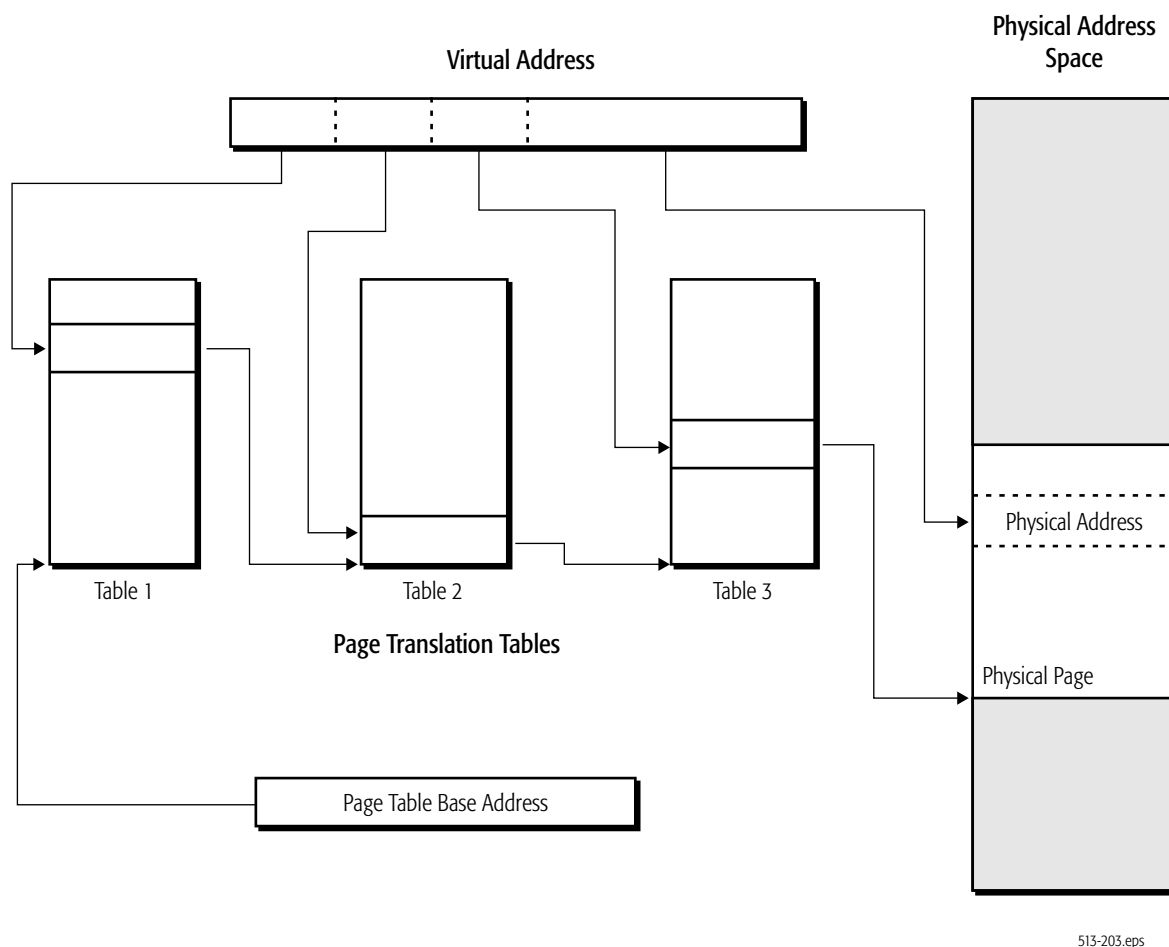 Physical Address
Space
Virtual Address
Physical Address
Table 1
Table 2
Table 3
Page Translation Tables
Physical Page
Page Table Base Address
513-203.eps